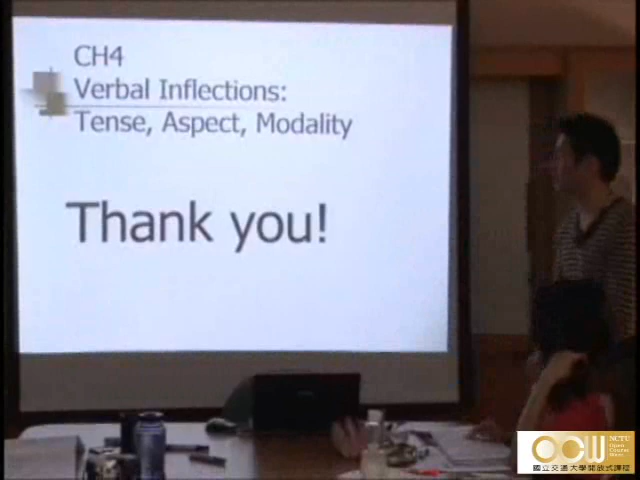 CH4
Verbal Inflections:
Tense, Aspect, Modality
Thank you!
OCW
NCTU
Open
Course
Ware
國立交通大學開放式課程